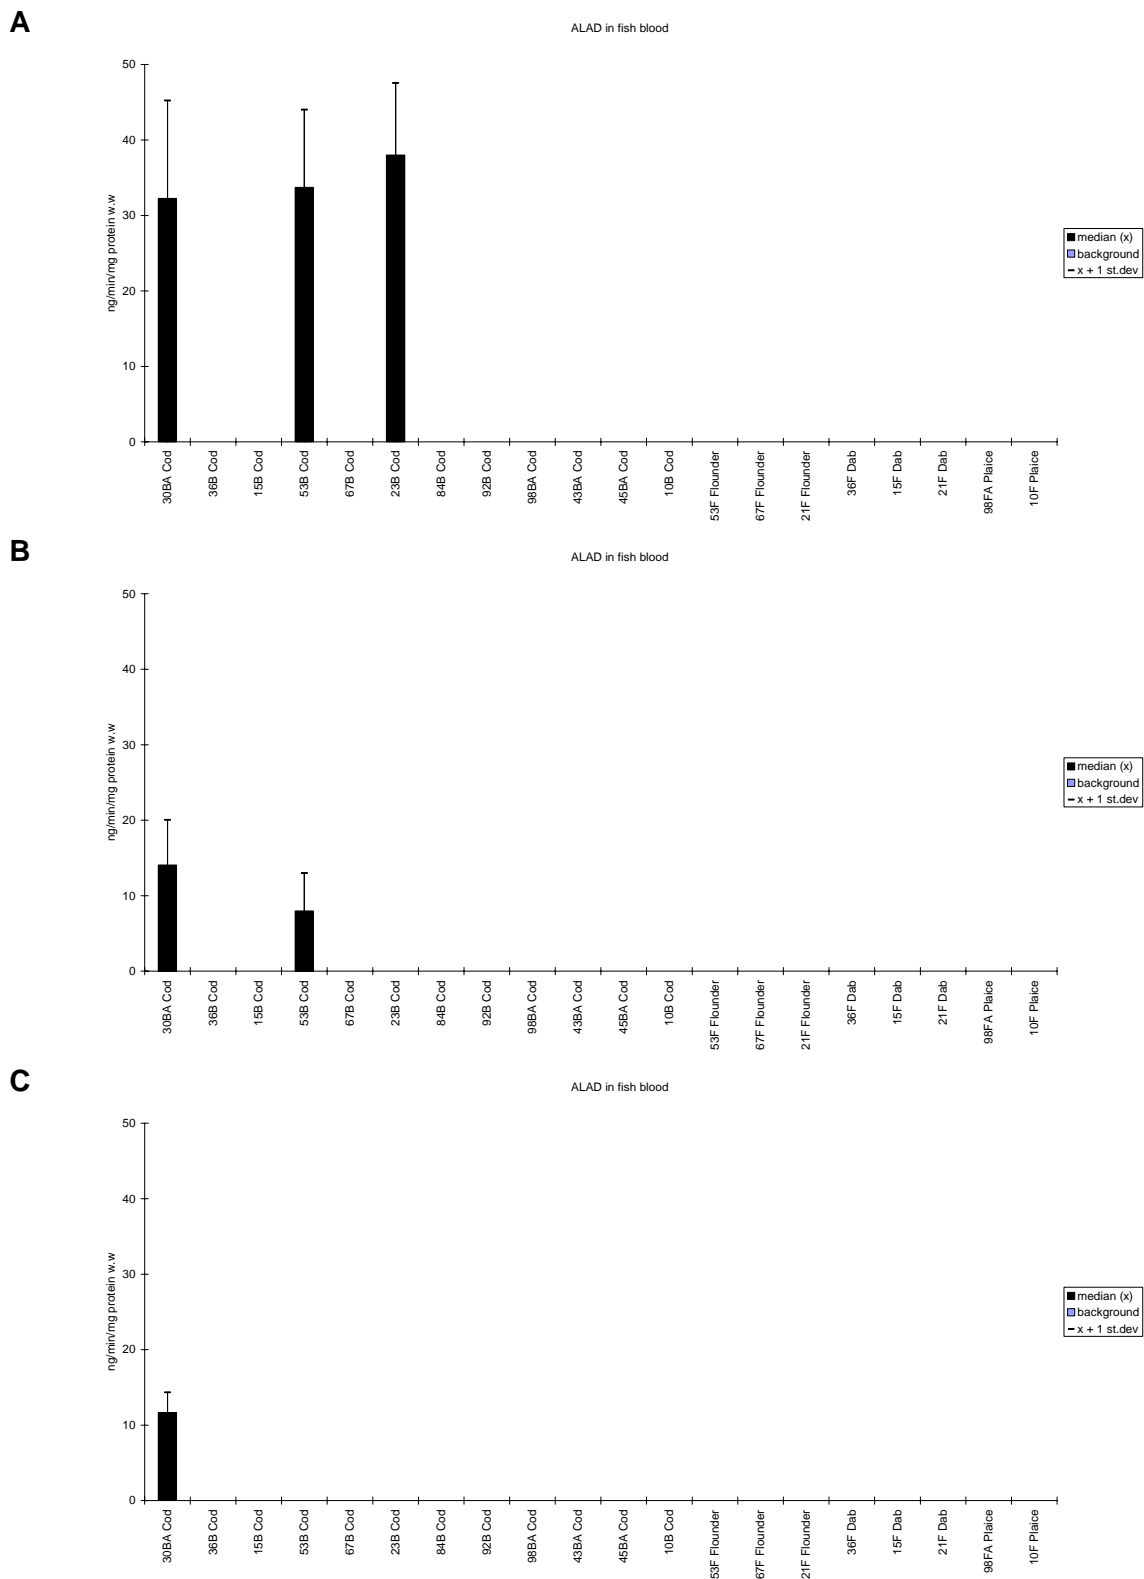 A
ALAD in fish blood
50
40
30
20
10
0
ng/min/mg protein w.w
median (x)
background
x + 1 st.dev
30BA Cod
36B Cod
15B Cod
53B Cod
67B Cod
23B Cod
84B Cod
92B Cod
98BA Cod
43BA Cod
45BA Cod
10B Cod
53F Flounder
67F Flounder
21F Flounder
36F Dab
15F Dab
21F Dab
98FA Plaice
10F Plaice
B
ALAD in fish blood
50
40
30
20
10
0
ng/min/mg protein w.w
median (x)
background
x + 1 st.dev
30BA Cod
36B Cod
15B Cod
53B Cod
67B Cod
23B Cod
84B Cod
92B Cod
98BA Cod
43BA Cod
45BA Cod
10B Cod
53F Flounder
67F Flounder
21F Flounder
36F Dab
15F Dab
21F Dab
98FA Plaice
10F Plaice
C
ALAD in fish blood
50
40
30
20
10
0
ng/min/mg protein w.w
median (x)
background
x + 1 st.dev
30BA Cod
36B Cod
15B Cod
53B Cod
67B Cod
23B Cod
84B Cod
92B Cod
98BA Cod
43BA Cod
45BA Cod
10B Cod
53F Flounder
67F Flounder
21F Flounder
36F Dab
15F Dab
21F Dab
98FA Plaice
10F Plaice